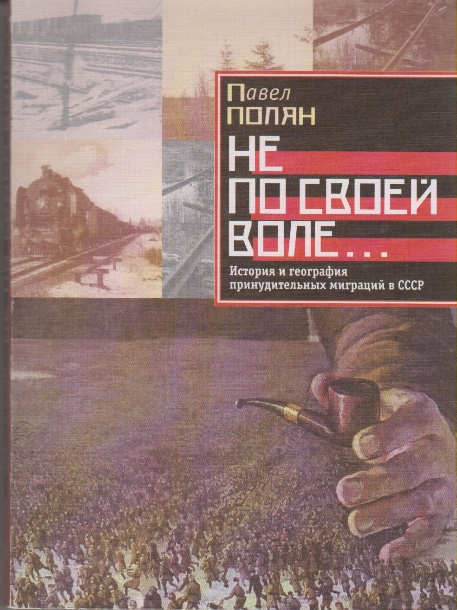 Павел
ПОЛЯН
НЕ
ПО СВОЕЙ
ВОЛЕ...
История и география
принудительных миграций в СССР